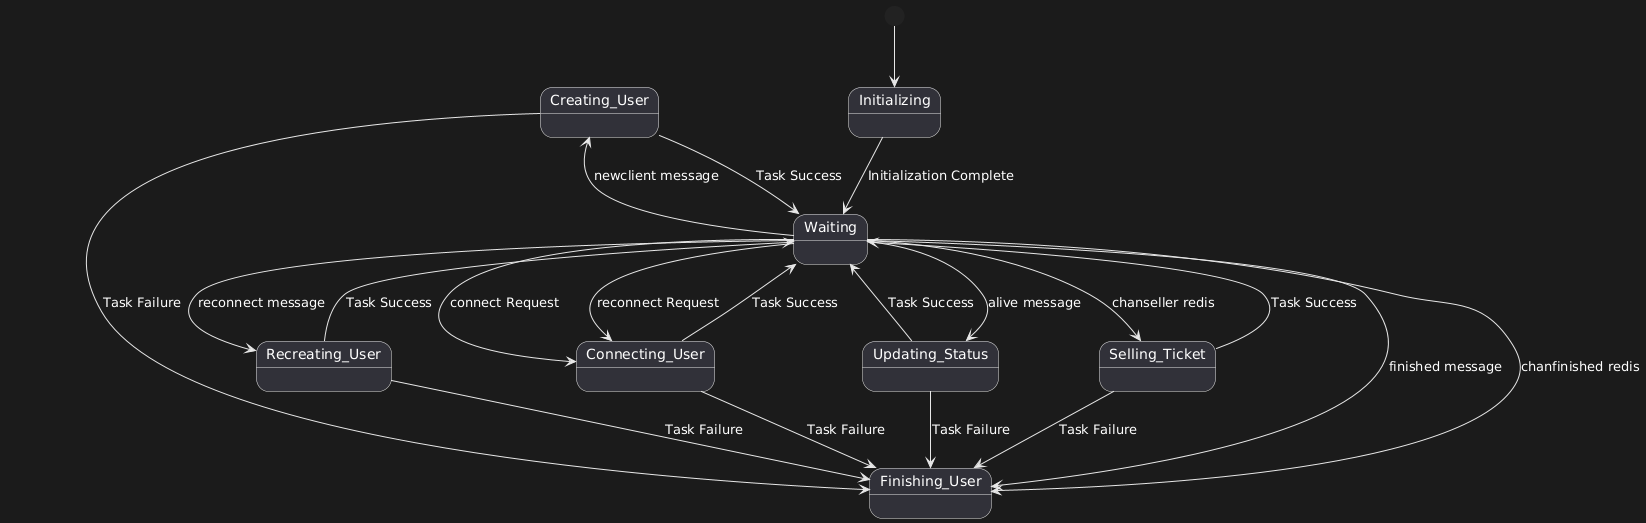 Creating_User
Initializing
newclient message
Task Success
Initialization Complete
Waiting
Task Failure
reconnect message
Task Success
connect Request
reconnect Request
Task Success
Task Success
alive message
chanseller redis
Task Success
Recreating_User
Connecting_User
Updating_Status
Selling_Ticket
finished message
chanfinished redis
Task Failure
Task Failure
Task Failure
Task Failure
Finishing_User